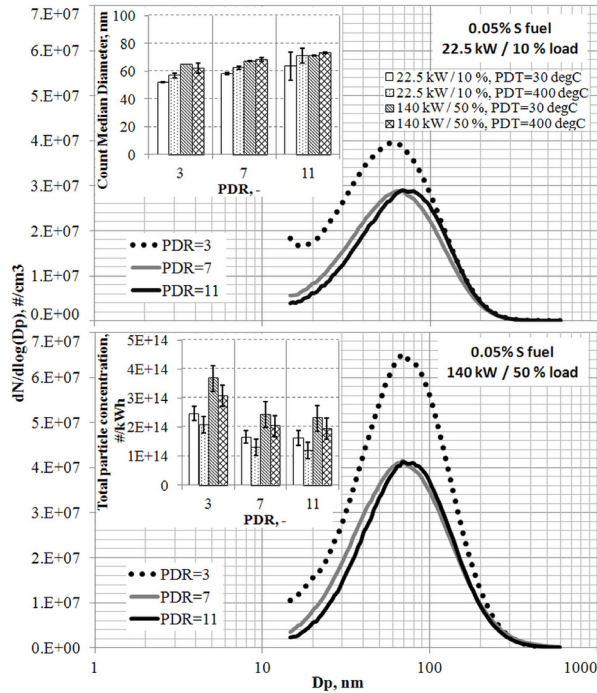 7.E+07
6.E+07
5.E+07
4.E+07
3.E+07
2.E+07
1.E+07
0.E+00
Count Median Diameter, nm
100
80
60
40
20
0
3
7
11
PDR, -
0.05% S fuel
22.5 kW / 10 % load
22.5 kW / 10 %, PDT=30 degC
22.5 kW / 10 %, PDT=400 degC
140 kW / 50 %, PDT=30 degC
140 kW / 50 %, PDT=400 degC
PDR=3
PDR=7
PDR=11
dN/dlog(Dp), #/cm3
7.E+07
6.E+07
5.E+07
4.E+07
3.E+07
2.E+07
1.E+07
0.E+00
Total particle concentration,
#/kWh
5E+14
4E+14
3E+14
2E+14
1E+14
0
3
7
11
PDR, -
0.05% S fuel
140 kW / 50 % load
PDR=3
PDR=7
PDR=11
1
10
100
1000
Dp, nm